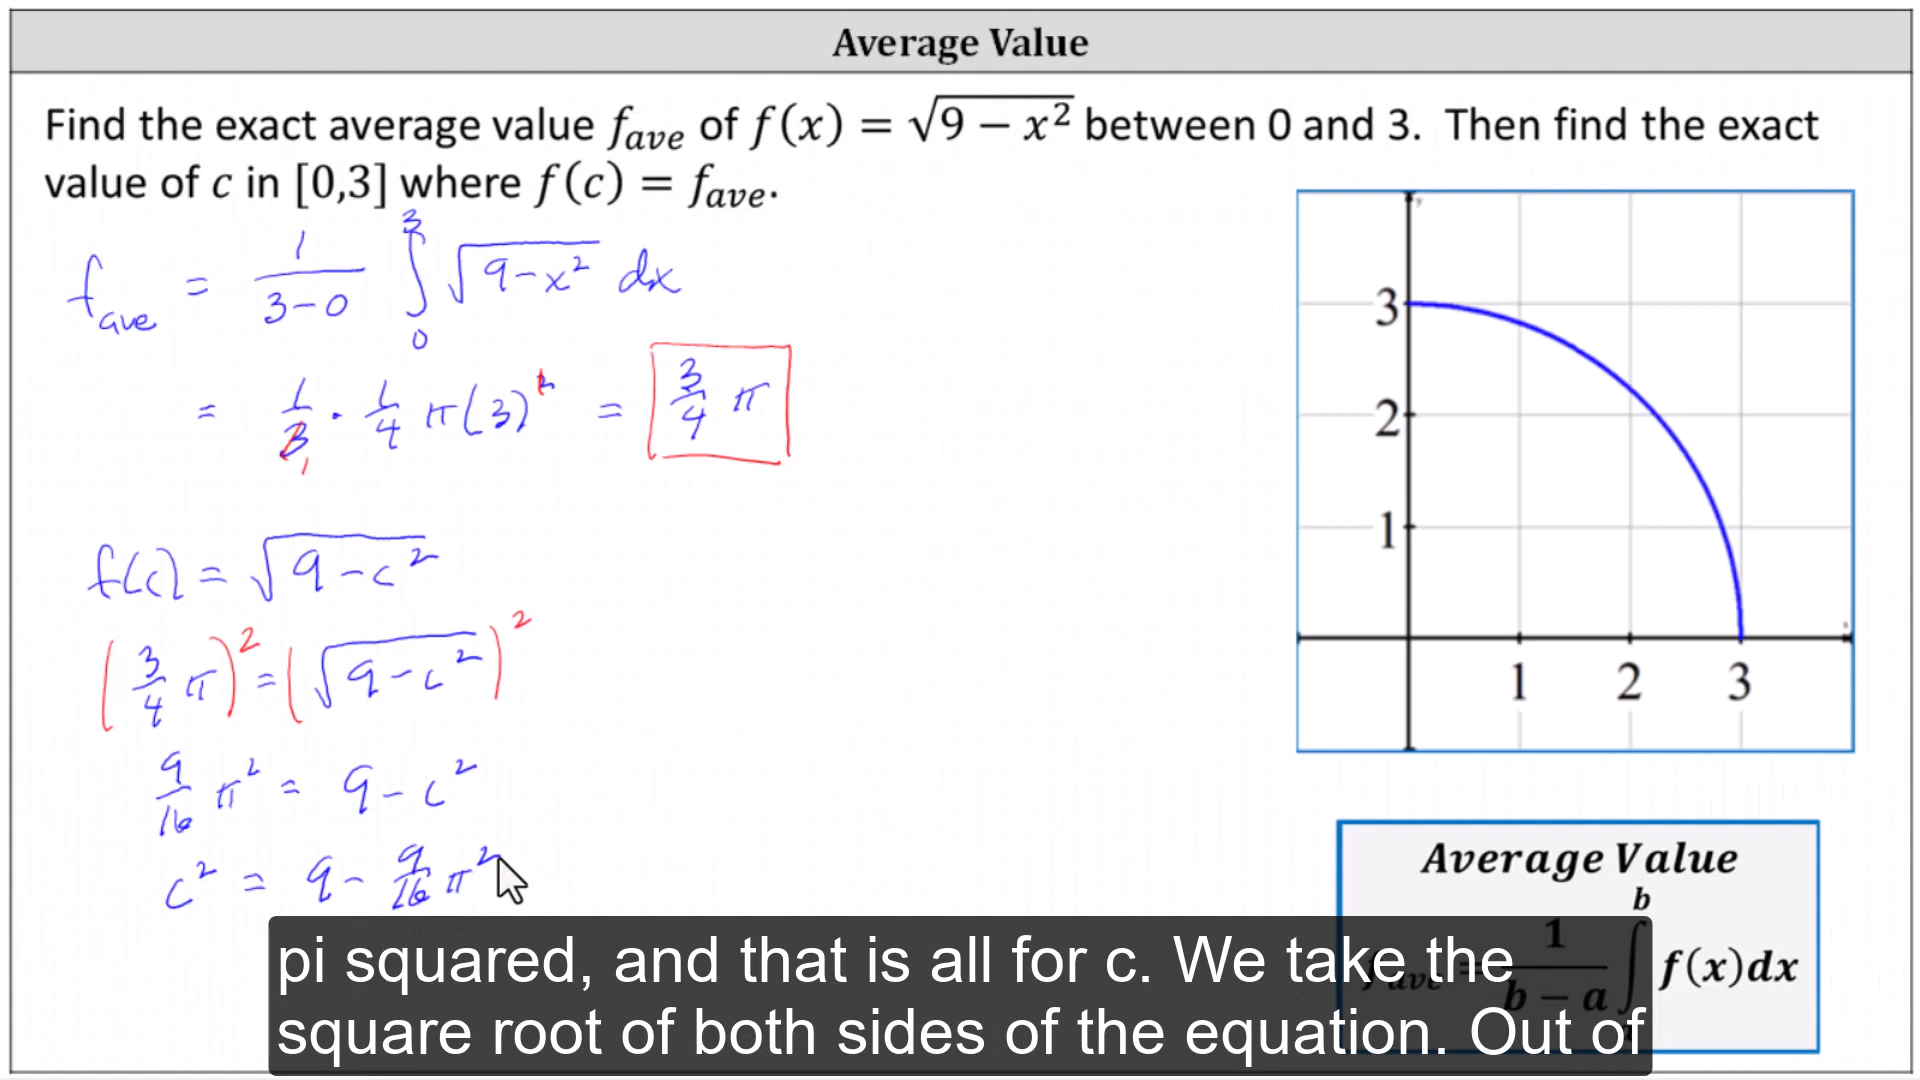 Average Value
Find the exact average value f_ave of f(x) = √(9 − x²) between 0 and 3. Then find the exact
value of c in [0,3] where f(c) = f_ave.
f_ave = 1/(3−0) ∫₀³ √(9−x²) dx
= 1/3 · 1/4 π(3)² = 3/4 π
f(c) = √(9−c²)
(3/4 π)² = (√(9−c²))²
9/16 π² = 9 − c²
c² = 9 − 9/16 π²
y
3
2
1
1 2 3
Average Value
f_ave = 1/(b − a) ∫ᵇ f(x)dx
pi squared, and that is all for c. We take the
square root of both sides of the equation. Out of